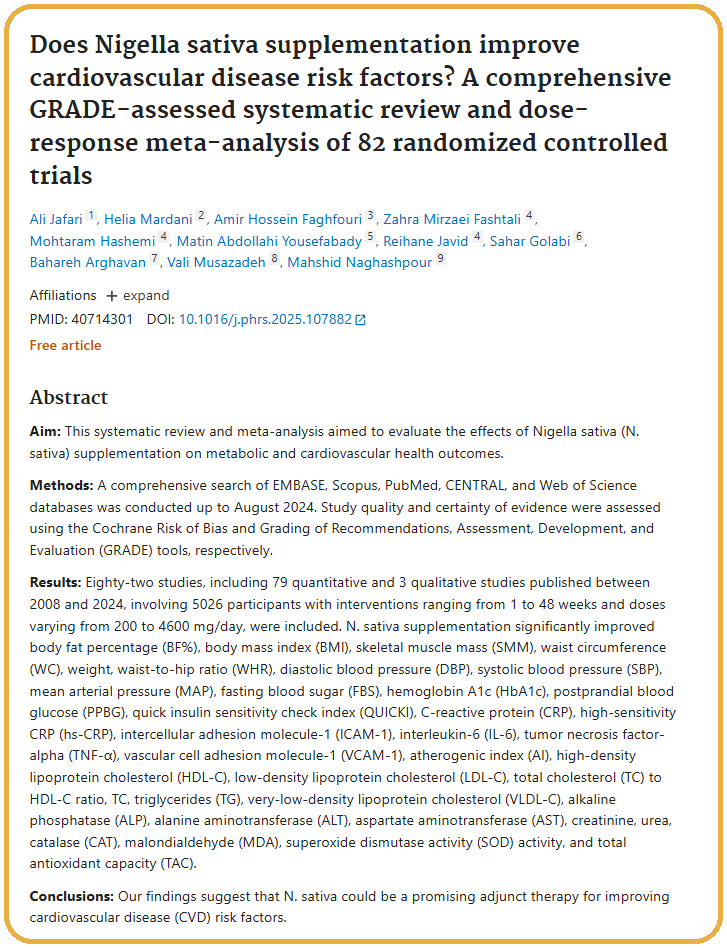 Does Nigella sativa supplementation improve
cardiovascular disease risk factors? A comprehensive
GRADE-assessed systematic review and dose-
response meta-analysis of 82 randomized controlled
trials
Ali Jafari 1, Helia Mardani 2, Amir Hossein Faghfouri 3, Zahra Mirzaei Fashtali 4,
Mohtaram Hashemi 4, Matin Abdollahi Yousefabady 5, Reihane Javid 4, Sahar Golabi 6,
Bahareh Arghavan 7, Vali Musazadeh 8, Mahshid Naghashpour 9
Affiliations + expand
PMID: 40714301 DOI: 10.1016/j.phrs.2025.107882
Free article
Abstract
Aim: This systematic review and meta-analysis aimed to evaluate the effects of Nigella sativa (N.
sativa) supplementation on metabolic and cardiovascular health outcomes.
Methods: A comprehensive search of EMBASE, Scopus, PubMed, CENTRAL, and Web of Science
databases was conducted up to August 2024. Study quality and certainty of evidence were assessed
using the Cochrane Risk of Bias and Grading of Recommendations, Assessment, Development, and
Evaluation (GRADE) tools, respectively.
Results: Eighty-two studies, including 79 quantitative and 3 qualitative studies published between
2008 and 2024, involving 5026 participants with interventions ranging from 1 to 48 weeks and doses
varying from 200 to 4600 mg/day, were included. N. sativa supplementation significantly improved
body fat percentage (BF%), body mass index (BMI), skeletal muscle mass (SMM), waist circumference
(WC), weight, waist-to-hip ratio (WHR), diastolic blood pressure (DBP), systolic blood pressure (SBP),
mean arterial pressure (MAP), fasting blood sugar (FBS), hemoglobin A1c (HbA1c), postprandial blood
glucose (PPBG), quick insulin sensitivity check index (QUICKI), C-reactive protein (CRP), high-sensitivity
CRP (hs-CRP), intercellular adhesion molecule-1 (ICAM-1), interleukin-6 (IL-6), tumor necrosis factor-
alpha (TNF-α), vascular cell adhesion molecule-1 (VCAM-1), atherogenic index (AI), high-density
lipoprotein cholesterol (HDL-C), low-density lipoprotein cholesterol (LDL-C), total cholesterol (TC) to
HDL-C ratio, TC, triglycerides (TG), very-low-density lipoprotein cholesterol (VLDL-C), alkaline
phosphatase (ALP), alanine aminotransferase (ALT), aspartate aminotransferase (AST), creatinine, urea,
catalase (CAT), malondialdehyde (MDA), superoxide dismutase activity (SOD) activity, and total
antioxidant capacity (TAC).
Conclusions: Our findings suggest that N. sativa could be a promising adjunct therapy for improving
cardiovascular disease (CVD) risk factors.